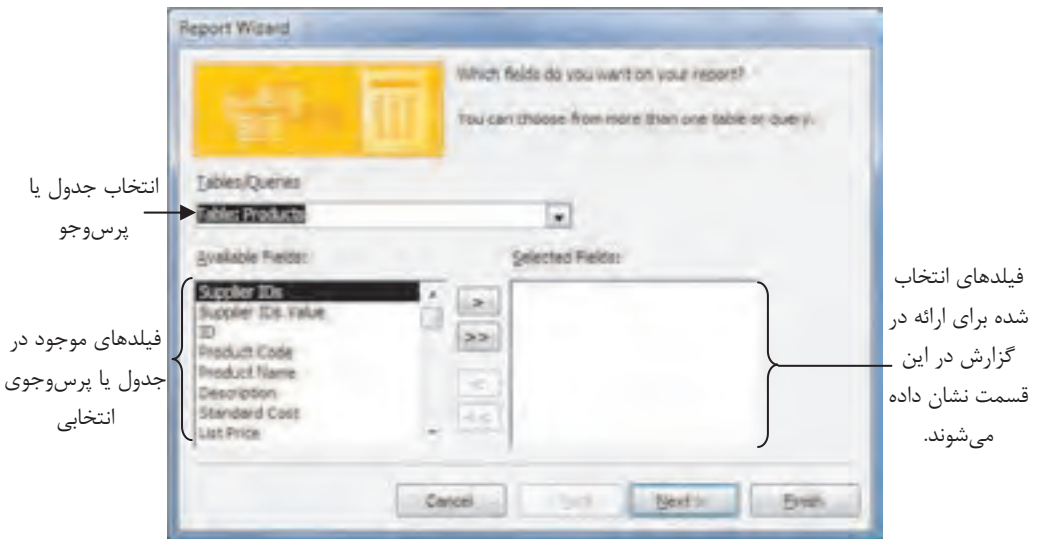 Report Wizard
Which fields do you want on your report?
You can choose from more than one table or query.
Tables/Queries
Table: Products
انتخاب جدول یا
پرس‌وجو
Available Fields:
Selected Fields:
Supplier IDs
Supplier IDs.Value
ID
Product Code
Product Name
Description
Standard Cost
List Price
>
>>
<
<<
فیلدهای موجود در
جدول یا پرس‌وجوی
انتخابی
فیلدهای انتخاب
شده برای ارائه در
گزارش در این
قسمت نشان داده
می‌شوند.
Cancel
Next >
Finish